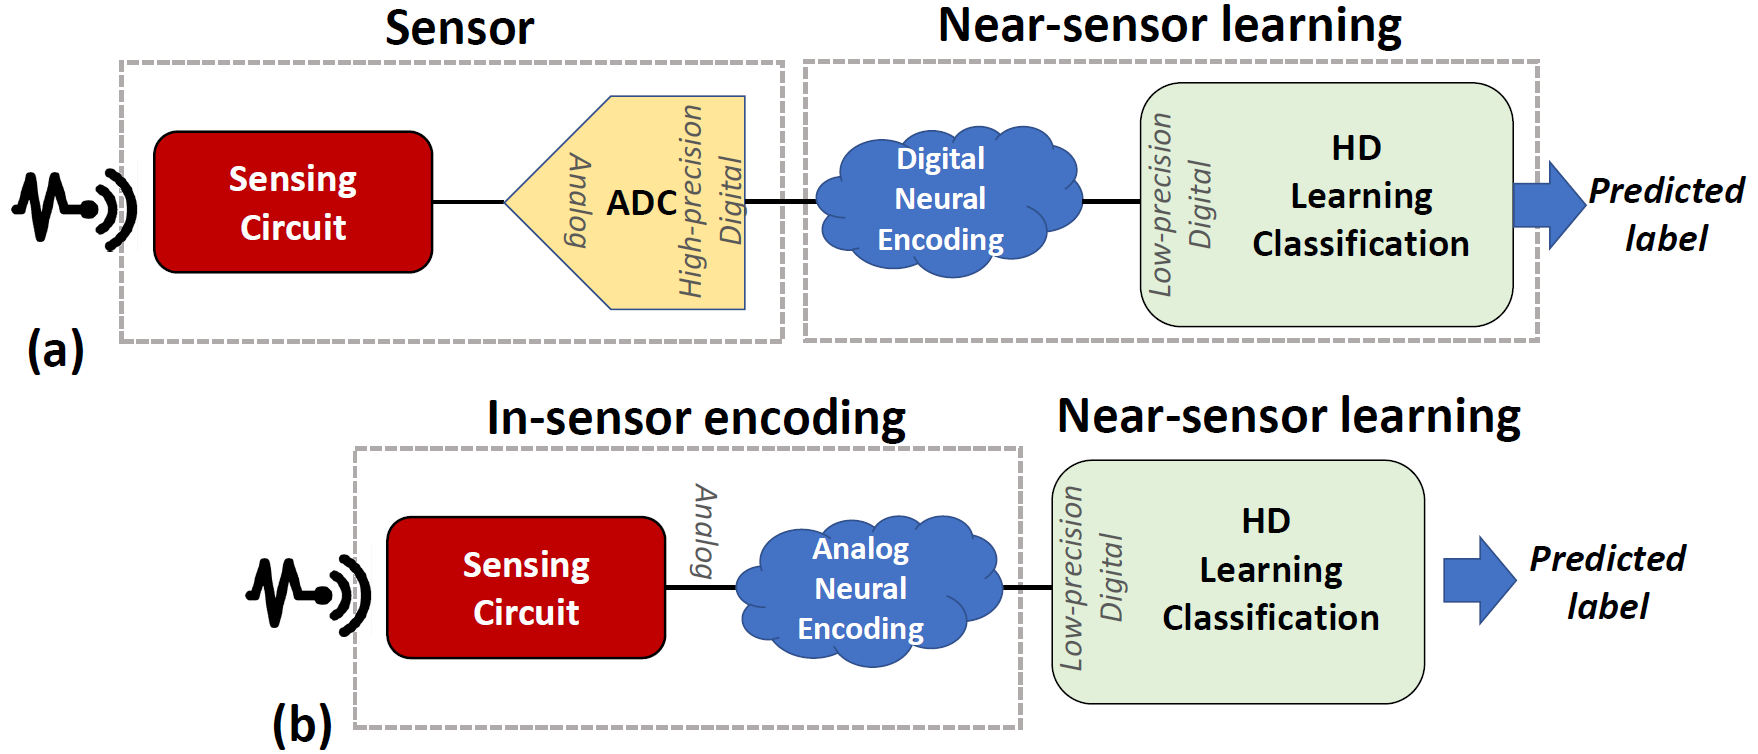 Sensor
Near-sensor learning
Sensing
Circuit
Analog
ADC
High-precision
Digital
Digital
Neural
Encoding
Low-precision
Digital
HD
Learning
Classification
Predicted
label
(a)
In-sensor encoding
Near-sensor learning
Sensing
Circuit
Analog
Analog
Neural
Encoding
Low-precision
Digital
HD
Learning
Classification
Predicted
label
(b)